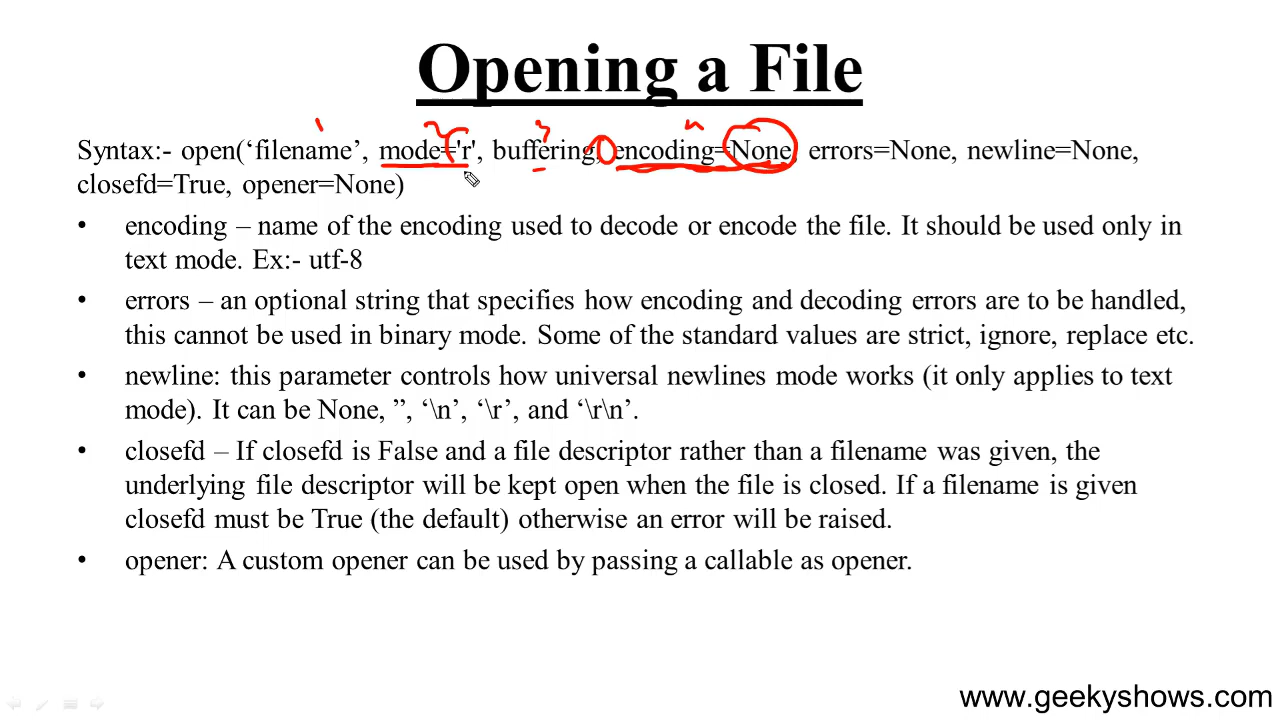 Opening a File
Syntax:- open(‘filename’, mode='r', buffering, encoding=None, errors=None, newline=None,
closefd=True, opener=None)
• encoding – name of the encoding used to decode or encode the file. It should be used only in
text mode. Ex:- utf-8
• errors – an optional string that specifies how encoding and decoding errors are to be handled,
this cannot be used in binary mode. Some of the standard values are strict, ignore, replace etc.
• newline: this parameter controls how universal newlines mode works (it only applies to text
mode). It can be None, ”, ‘\n’, ‘\r’, and ‘\r\n’.
• closefd – If closefd is False and a file descriptor rather than a filename was given, the
underlying file descriptor will be kept open when the file is closed. If a filename is given
closefd must be True (the default) otherwise an error will be raised.
• opener: A custom opener can be used by passing a callable as opener.
www.geekyshows.com